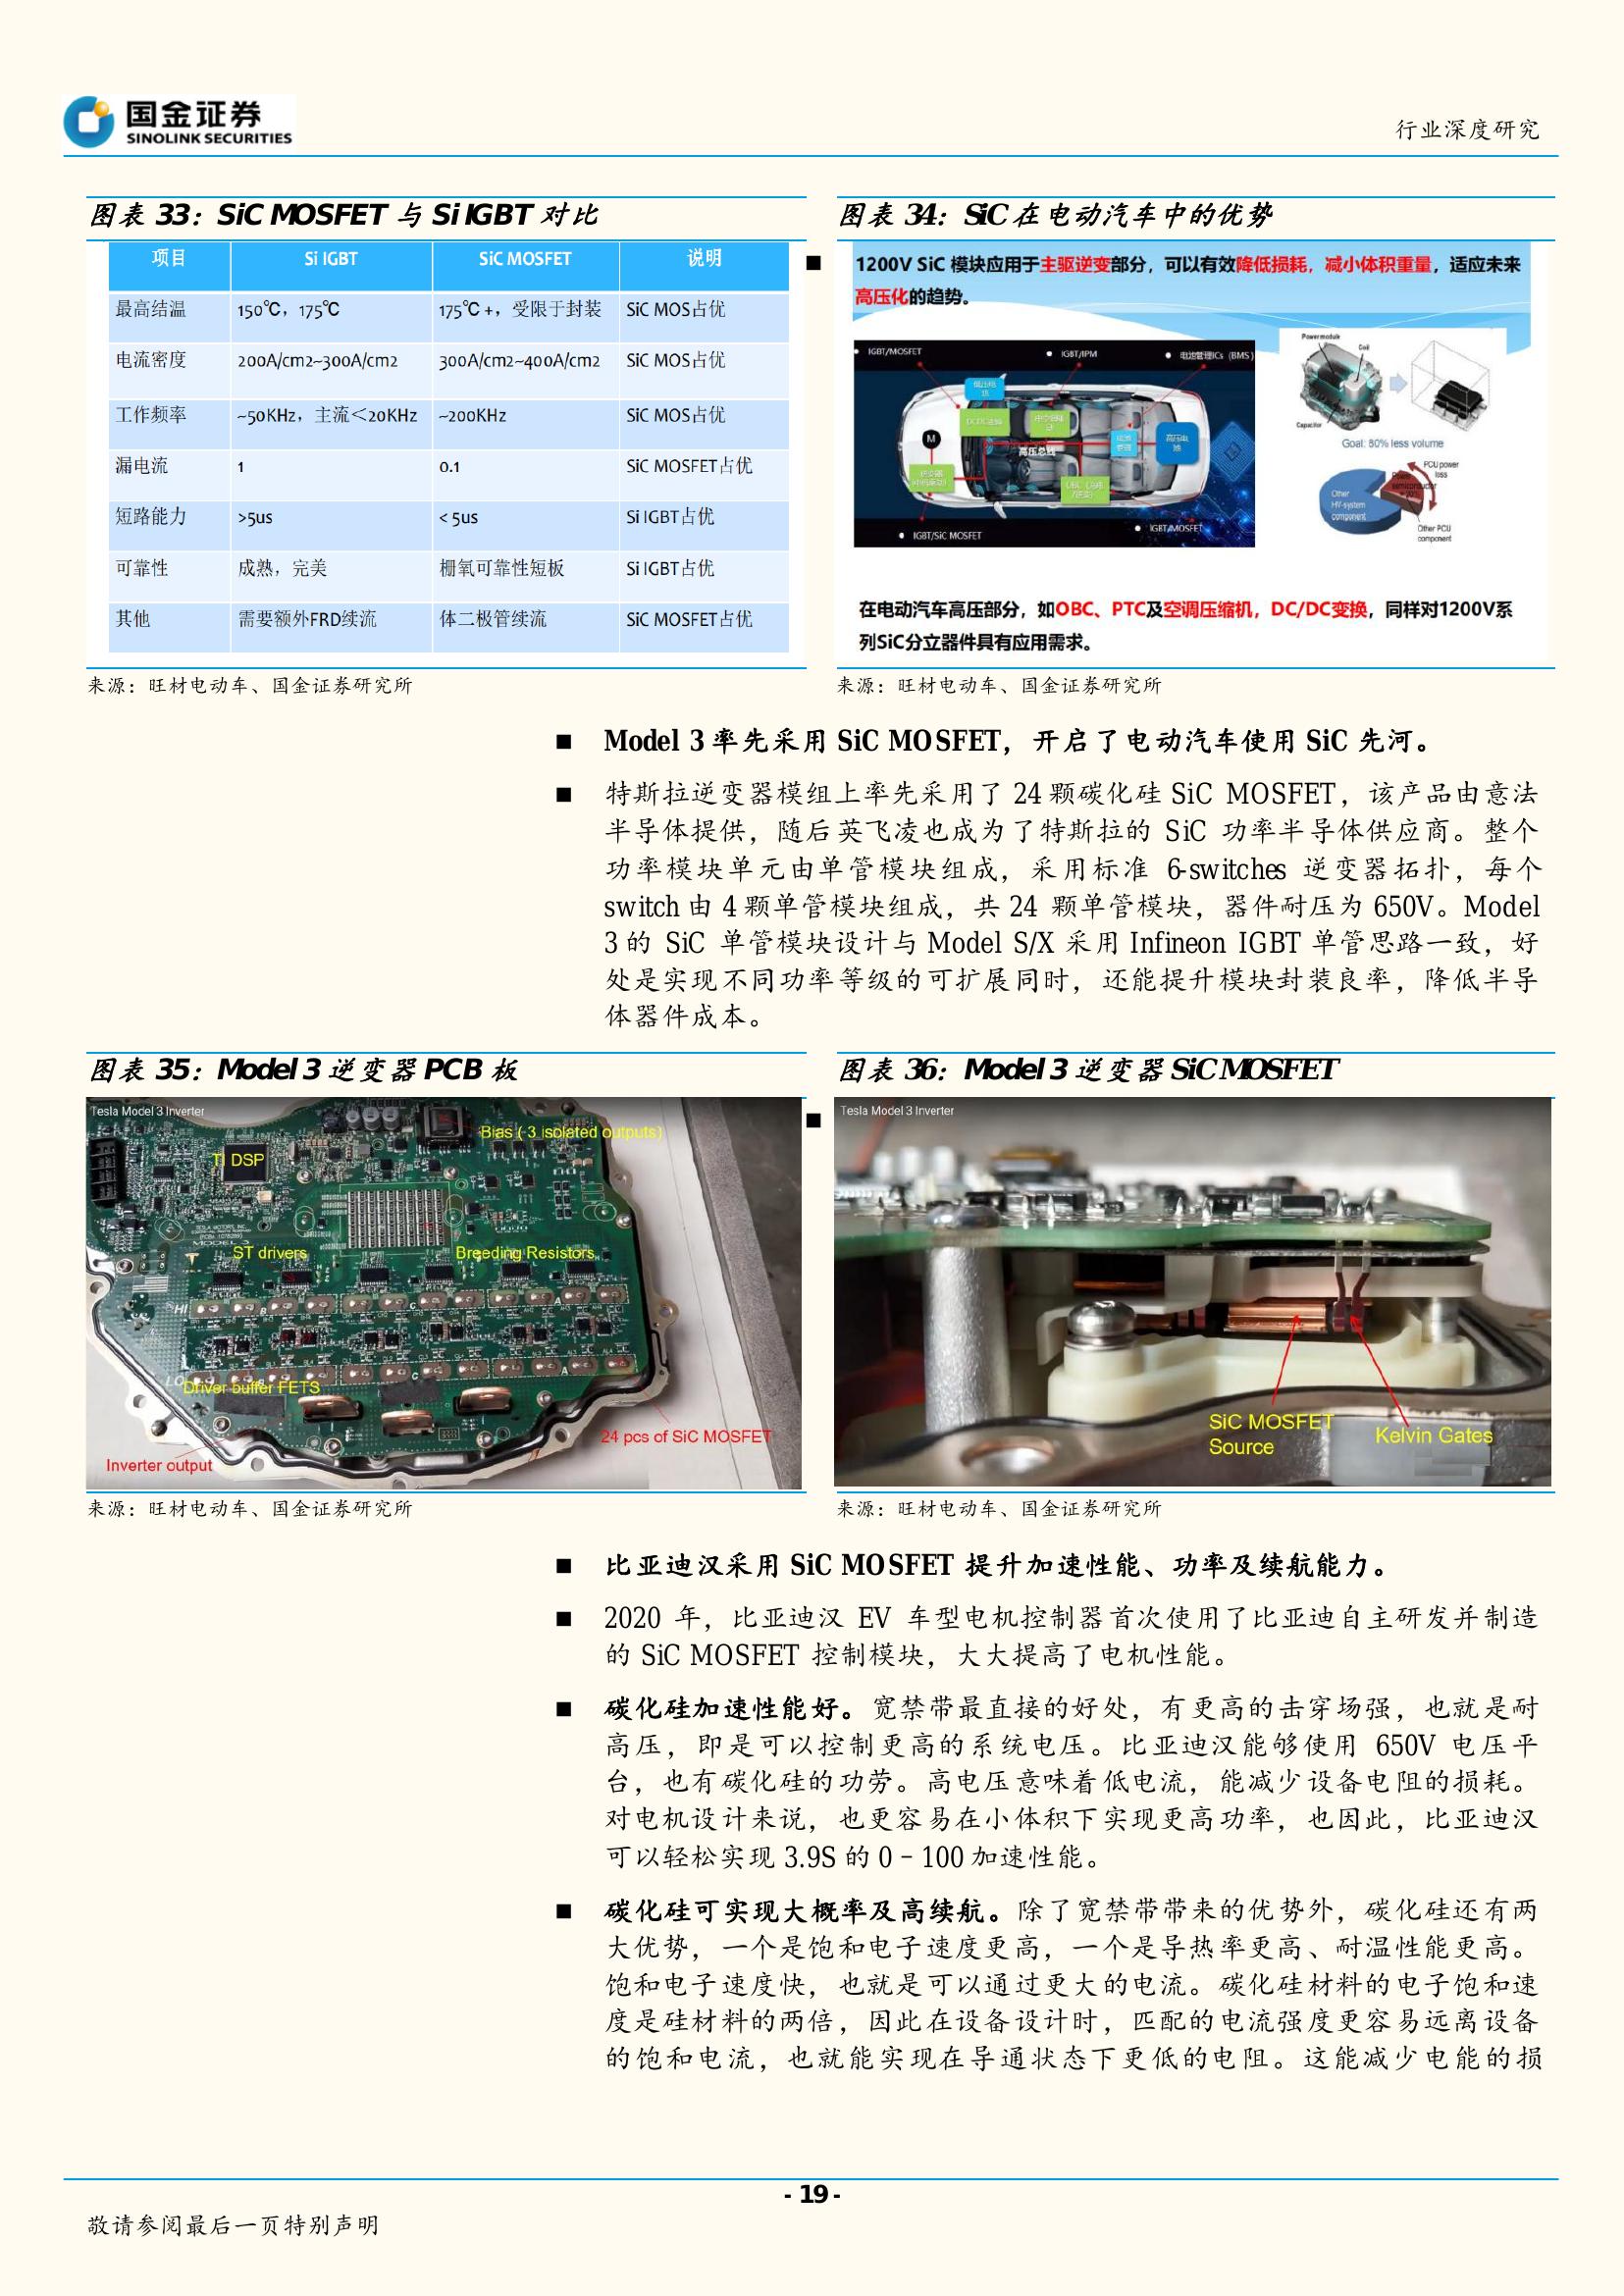 国金证券
SINOLINK SECURITIES
行业深度研究
图表 33：SiC MOSFET 与 Si IGBT 对比
项目 Si IGBT SiC MOSFET 说明
最高结温 150℃，175℃ 175℃ +，受限于封装 SiC MOS占优
电流密度 200A/cm2~300A/cm2 300A/cm2~400A/cm2 SiC MOS占优
工作频率 ~50KHz，主流＜20KHz ~200KHz SiC MOS占优
漏电流 1 0.1 SiC MOSFET占优
短路能力 >5us < 5us Si IGBT占优
可靠性 成熟，完美 栅氧可靠性短板 Si IGBT占优
其他 需要额外FRD续流 体二极管续流 SiC MOSFET占优
来源：旺材电动车、国金证券研究所
图表 34：SiC 在电动汽车中的优势
■
1200V SiC 模块应用于主驱逆变部分，可以有效降低损耗，减小体积重量，适应未来
高压化的趋势。
IGBT/MOSFET
IGBT/IPM
电池管理ICs（BMS）
M
高压总线
IGBT/SiC MOSFET
IGBT/MOSFET
Power module
Coil
Capacitor
Goal: 80% less volume
PCU power
loss
Other
HV-system
component
Other PCU
component
在电动汽车高压部分，如OBC、PTC及空调压缩机，DC/DC变换，同样对1200V系
列SiC分立器件具有应用需求。
来源：旺材电动车、国金证券研究所
■ Model 3 率先采用 SiC MOSFET，开启了电动汽车使用 SiC 先河。
■ 特斯拉逆变器模组上率先采用了 24 颗碳化硅 SiC MOSFET，该产品由意法
半导体提供，随后英飞凌也成为了特斯拉的 SiC 功率半导体供应商。整个
功率模块单元由单管模块组成，采用标准 6-switches 逆变器拓扑，每个
switch 由 4 颗单管模块组成，共 24 颗单管模块，器件耐压为 650V。Model
3 的 SiC 单管模块设计与 Model S/X 采用 Infineon IGBT 单管思路一致，好
处是实现不同功率等级的可扩展同时，还能提升模块封装良率，降低半导
体器件成本。
图表 35：Model 3 逆变器 PCB 板
Tesla Model 3 Inverter
Bias ( 3 isolated outputs)
TI DSP
MODEL 3
ST drivers
Breeding Resistors
HI
LO
Driver buffer FETS
24 pcs of SiC MOSFET
Inverter output
来源：旺材电动车、国金证券研究所
图表 36：Model 3 逆变器 SiC MOSFET
■
Tesla Model 3 Inverter
SiC MOSFET
Source
Kelvin Gates
来源：旺材电动车、国金证券研究所
■ 比亚迪汉采用 SiC MOSFET 提升加速性能、功率及续航能力。
■ 2020 年，比亚迪汉 EV 车型电机控制器首次使用了比亚迪自主研发并制造
的 SiC MOSFET 控制模块，大大提高了电机性能。
■ 碳化硅加速性能好。宽禁带最直接的好处，有更高的击穿场强，也就是耐
高压，即是可以控制更高的系统电压。比亚迪汉能够使用 650V 电压平
台，也有碳化硅的功劳。高电压意味着低电流，能减少设备电阻的损耗。
对电机设计来说，也更容易在小体积下实现更高功率，也因此，比亚迪汉
可以轻松实现 3.9S 的 0－100 加速性能。
■ 碳化硅可实现大概率及高续航。除了宽禁带带来的优势外，碳化硅还有两
大优势，一个是饱和电子速度更高，一个是导热率更高、耐温性能更高。
饱和电子速度快，也就是可以通过更大的电流。碳化硅材料的电子饱和速
度是硅材料的两倍，因此在设备设计时，匹配的电流强度更容易远离设备
的饱和电流，也就能实现在导通状态下更低的电阻。这能减少电能的损
- 19 -
敬请参阅最后一页特别声明